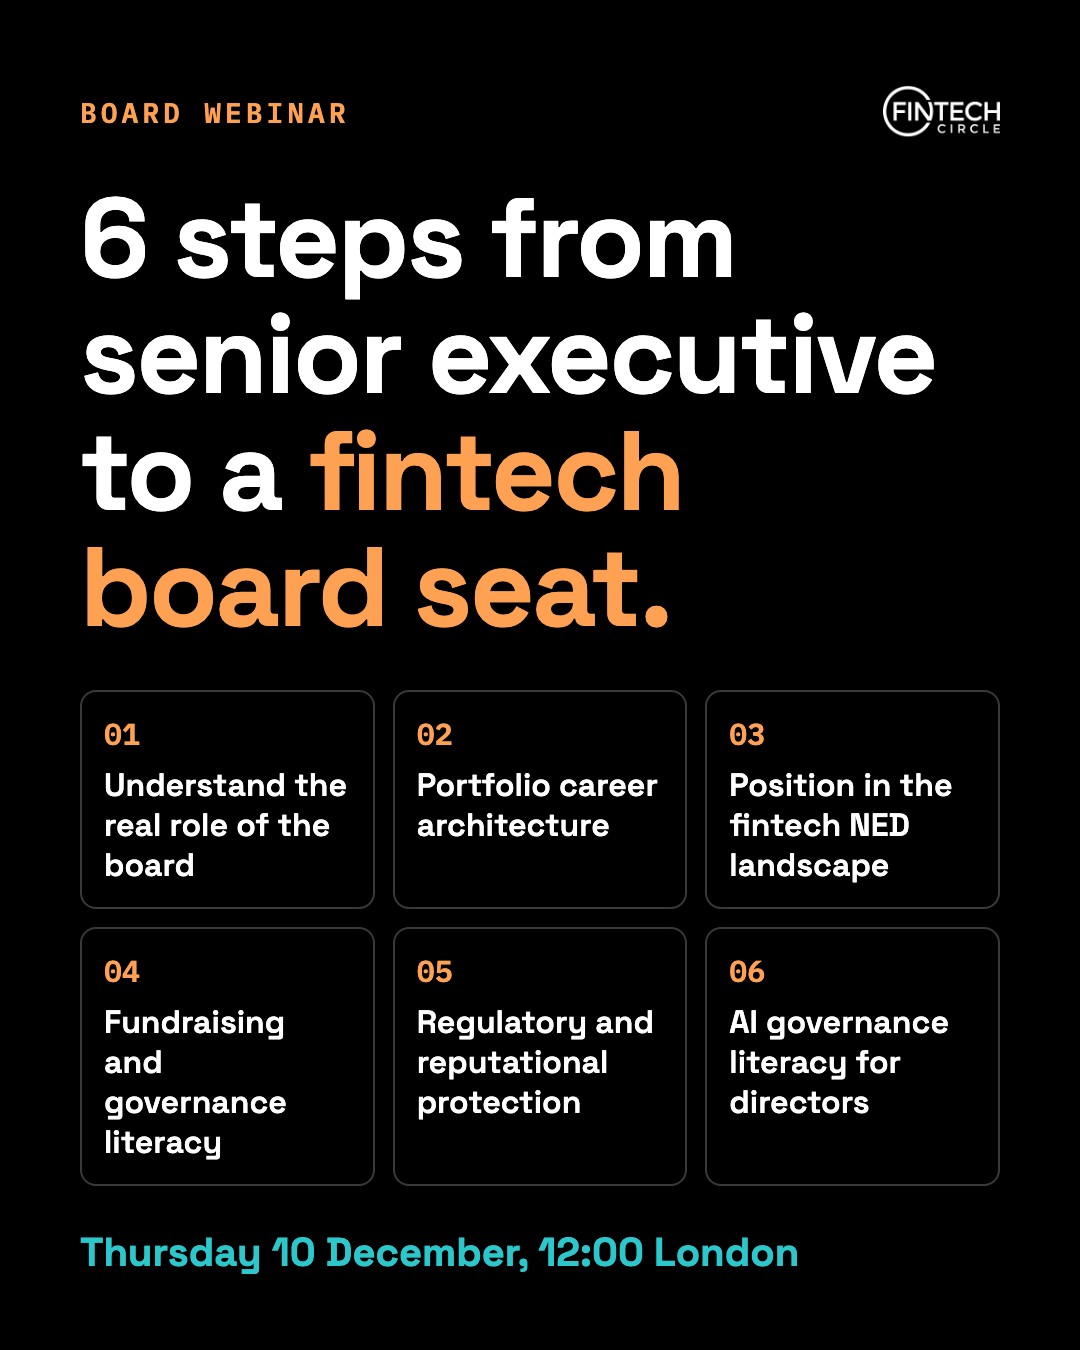 BOARD WEBINAR
FINTECH
CIRCLE
6 steps from
senior executive
to a fintech
board seat.
01
Understand the
real role of the
board
02
Portfolio career
architecture
03
Position in the
fintech NED
landscape
04
Fundraising
and
governance
literacy
05
Regulatory and
reputational
protection
06
AI governance
literacy for
directors
Thursday 10 December, 12:00 London